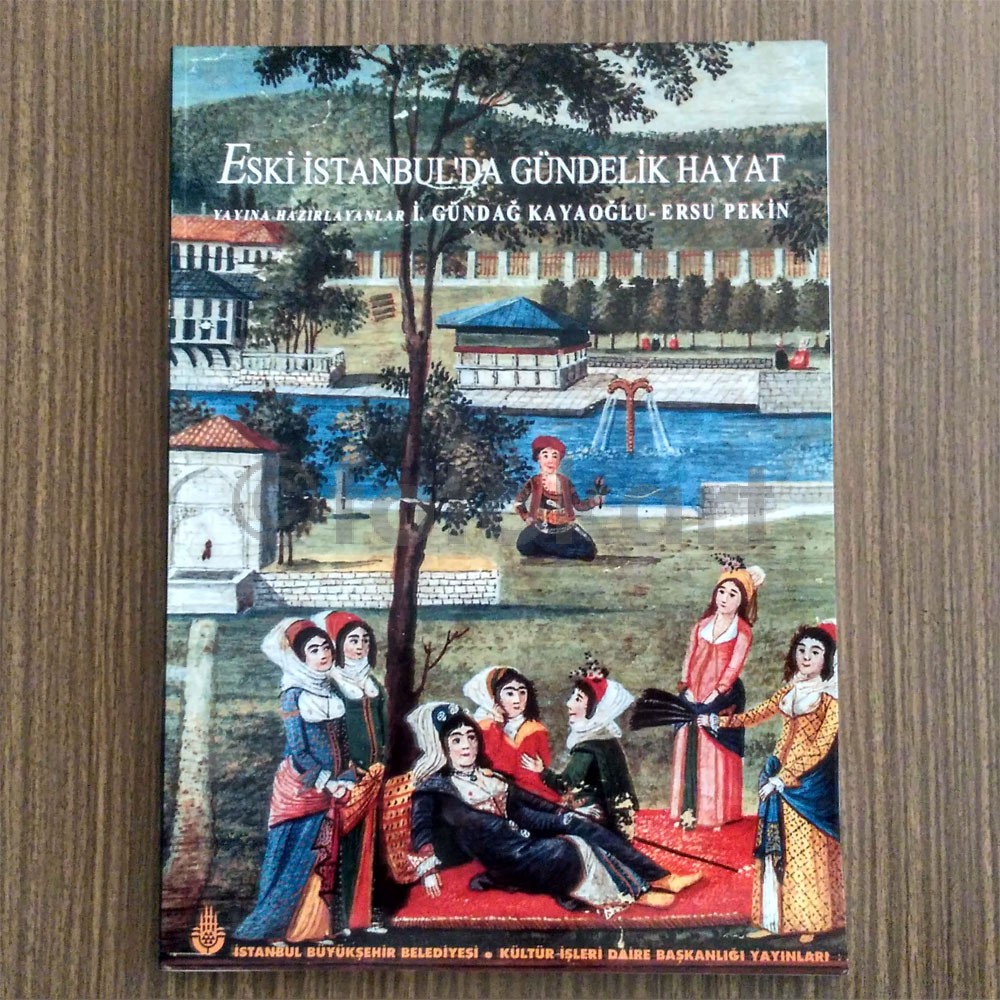 ESKİ İSTANBUL'DA GÜNDELİK HAYAT
YAYINA HAZIRLAYANLAR İ. GÜNDAĞ KAYAOĞLU - ERSU PEKİN
İSTANBUL BÜYÜKŞEHİR BELEDİYESİ • KÜLTÜR İŞLERİ DAİRE BAŞKANLIĞI YAYINLARI